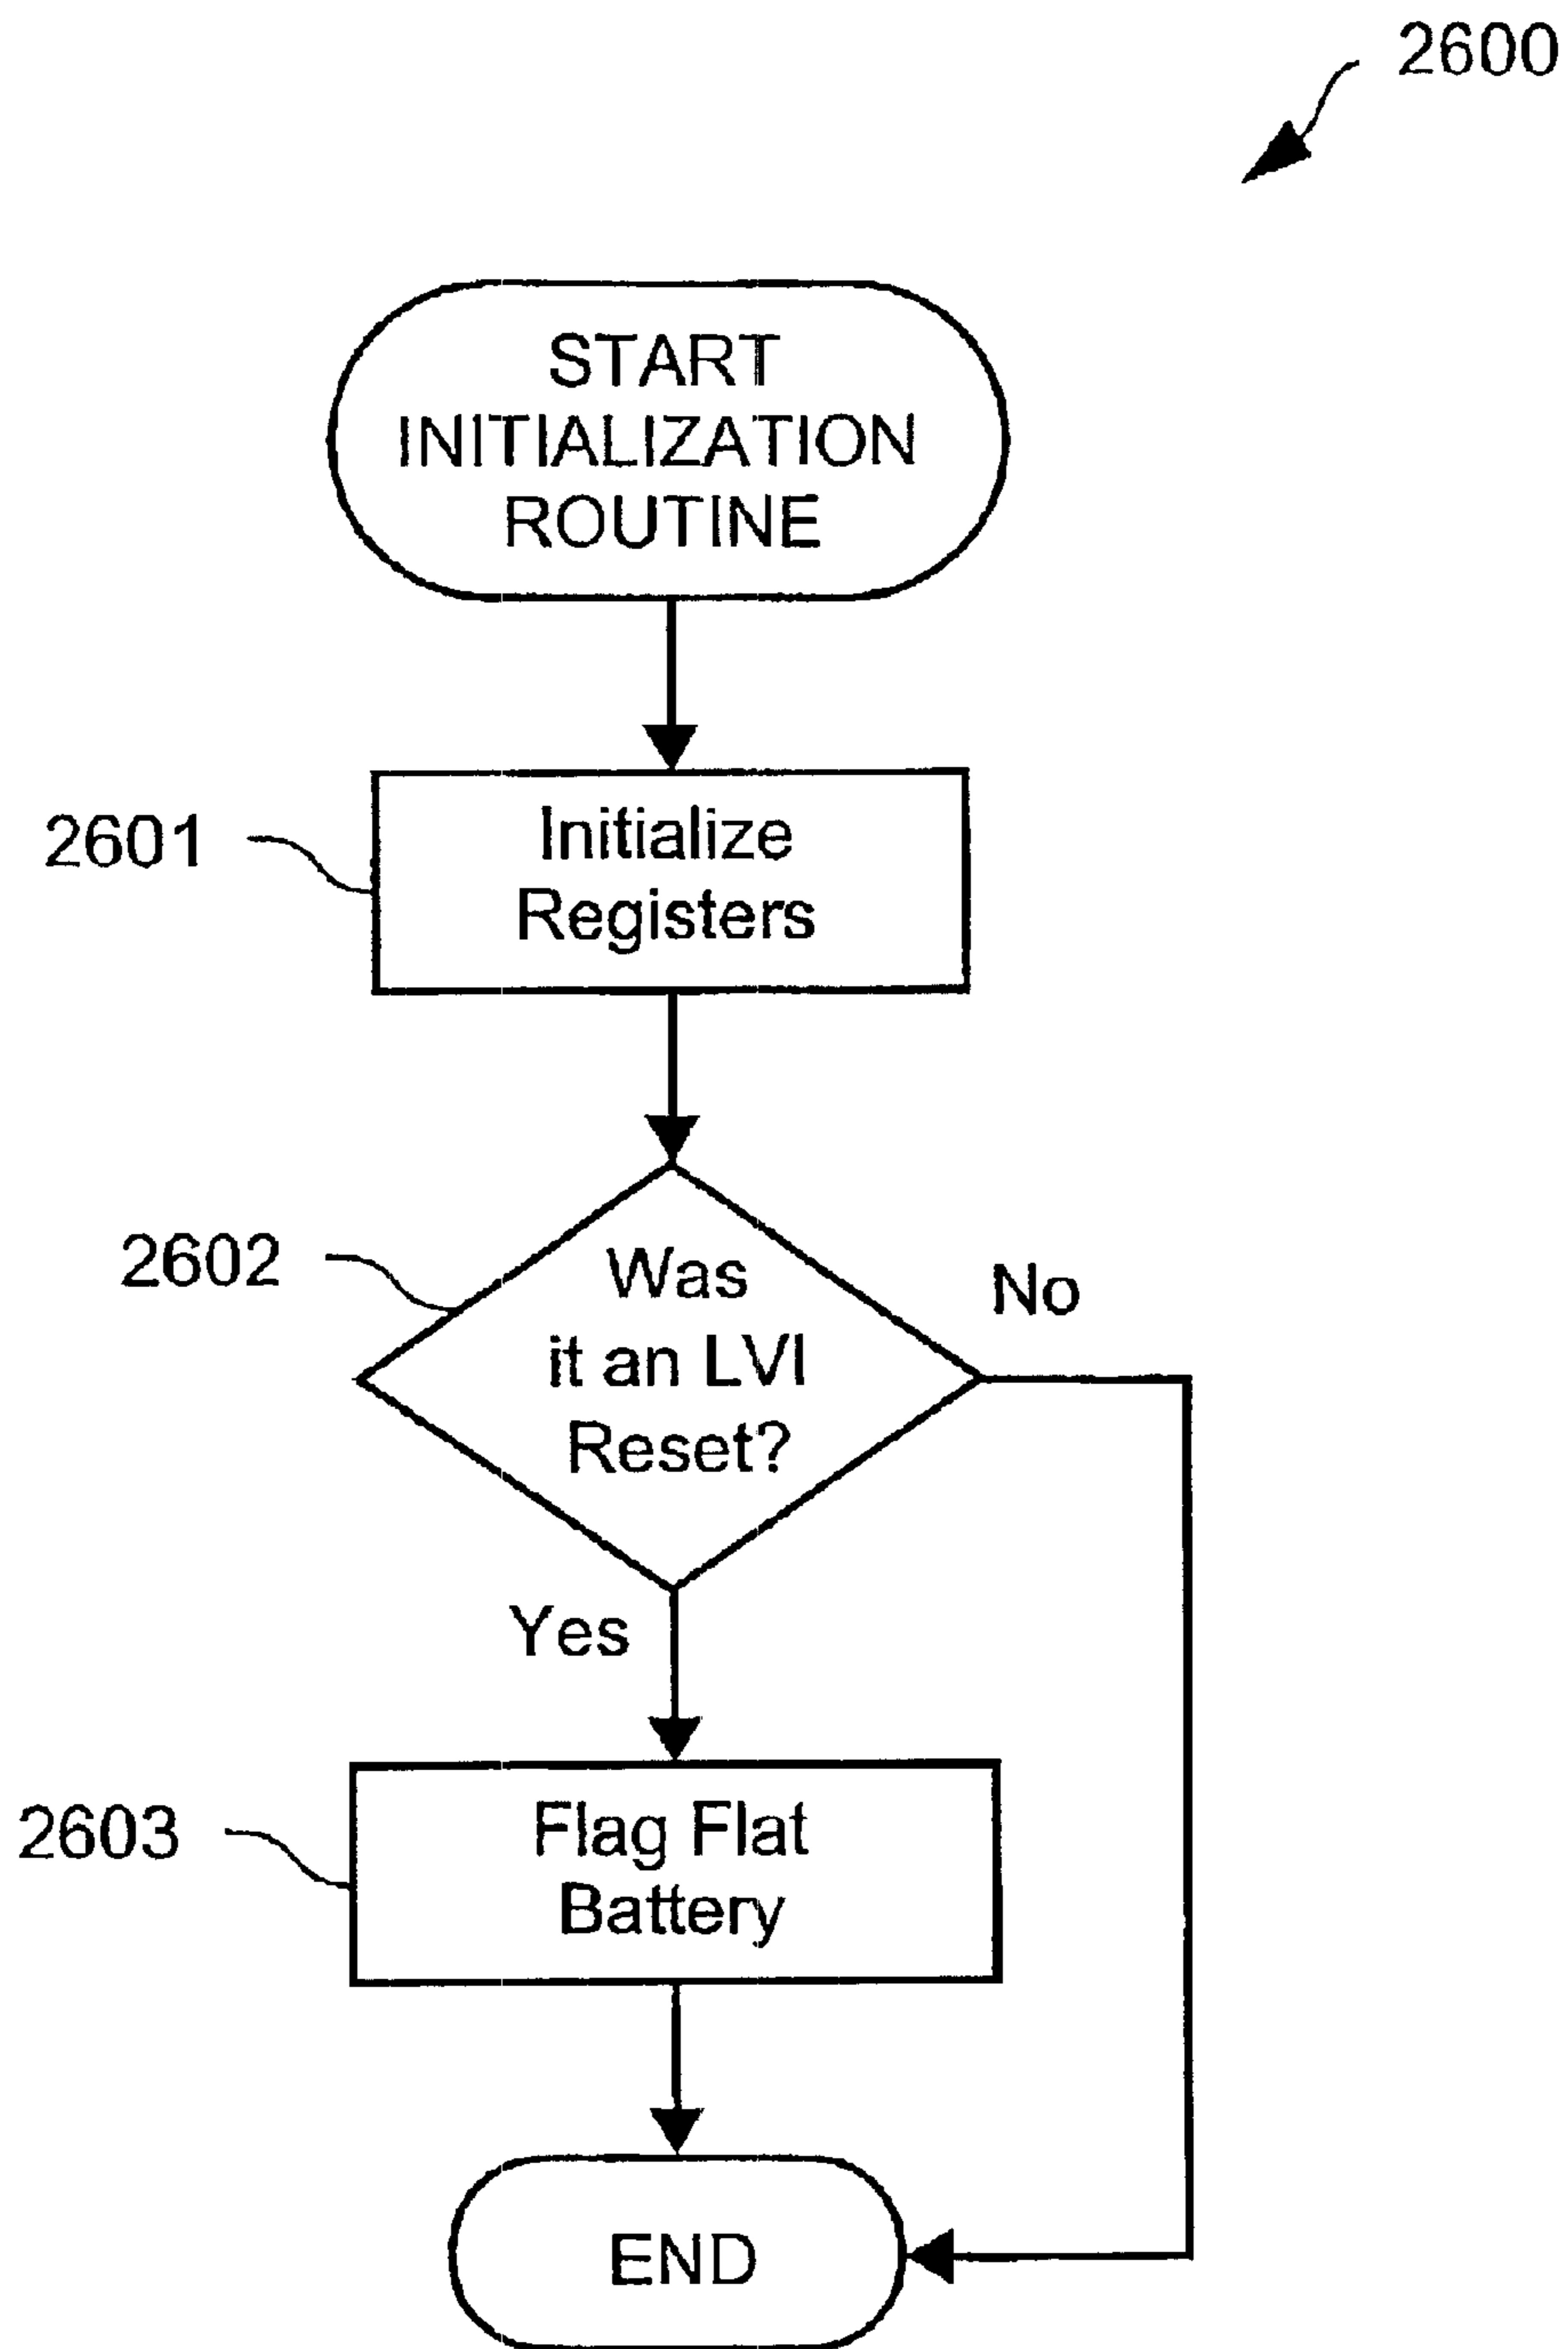 2600
START
INITIALIZATION
ROUTINE
2601
Initialize
Registers
2602
Was
it an LVI
Reset?
No
Yes
2603
Flag Flat
Battery
END